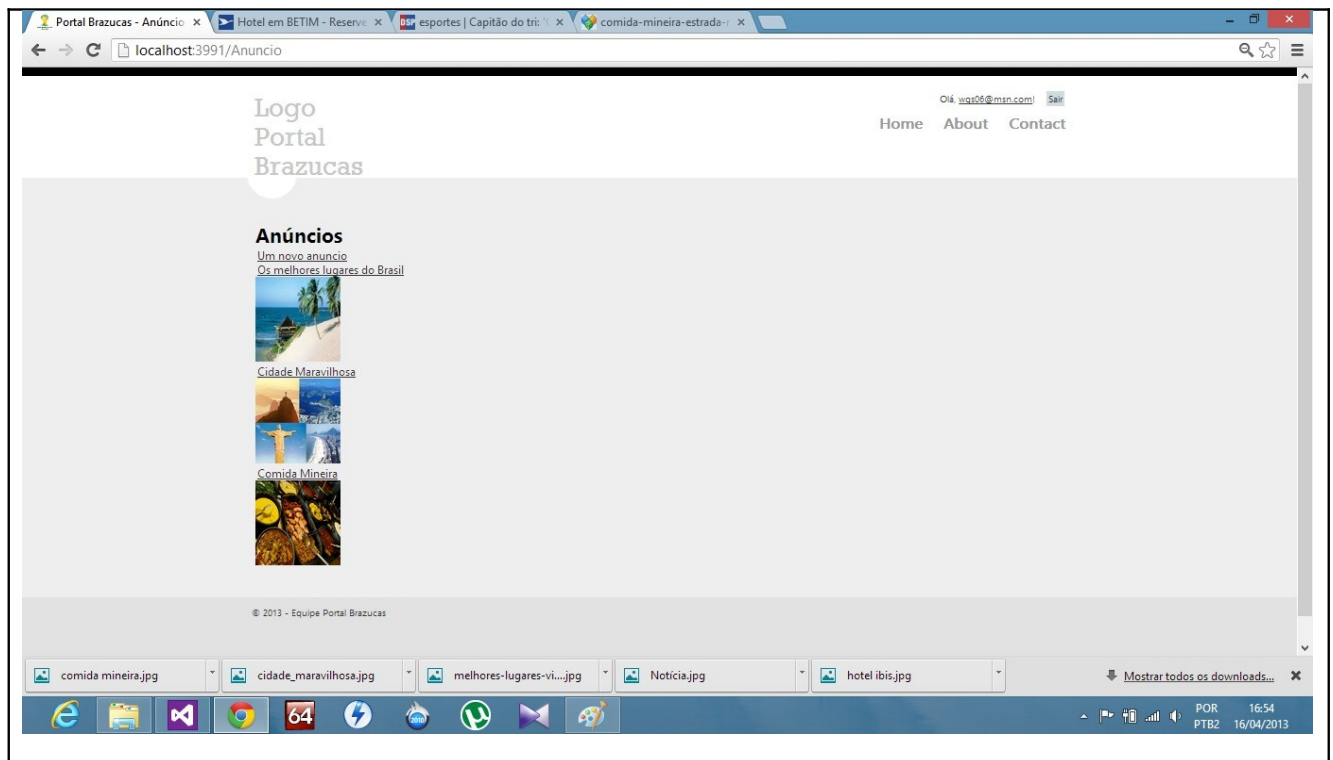 Portal Brazucas - Anúncio
Hotel em BETIM - Reserve
DSP esportes | Capitão do tri:
comida-mineira-estrada-
localhost:3991/Anuncio
Olá, wqs06@msn.com! Sair
Logo
Portal
Brazucas
Home About Contact
Anúncios
Um novo anuncio
Os melhores lugares do Brasil
Cidade Maravilhosa
Comida Mineira
© 2013 - Equipe Portal Brazucas
comida mineira.jpg
cidade_maravilhosa.jpg
melhores-lugares-vi....jpg
Notícia.jpg
hotel ibis.jpg
Mostrar todos os downloads...
64
POR 16:54
PTB2 16/04/2013